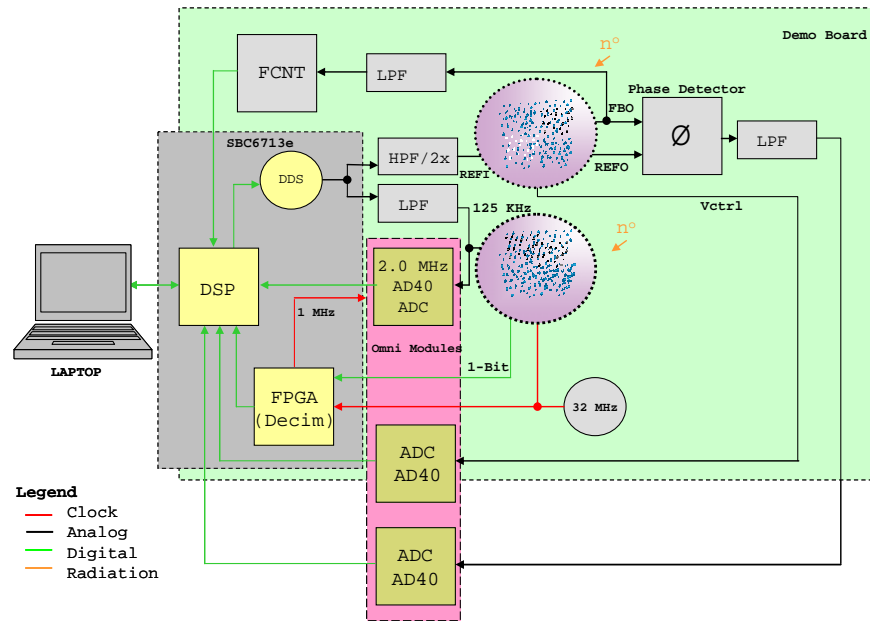 Demo Board
n°
FCNT
LPF
Phase Detector
FBO
SBC6713e
Ø
LPF
HPF/2x
DDS
REFI
REFO
LPF
125 KHz
Vctrl
n°
2.0 MHz
AD40
ADC
DSP
1 MHz
Omni Modules
LAPTOP
1-Bit
FPGA
(Decim)
32 MHz
ADC
AD40
Legend
Clock
Analog
Digital
Radiation
ADC
AD40